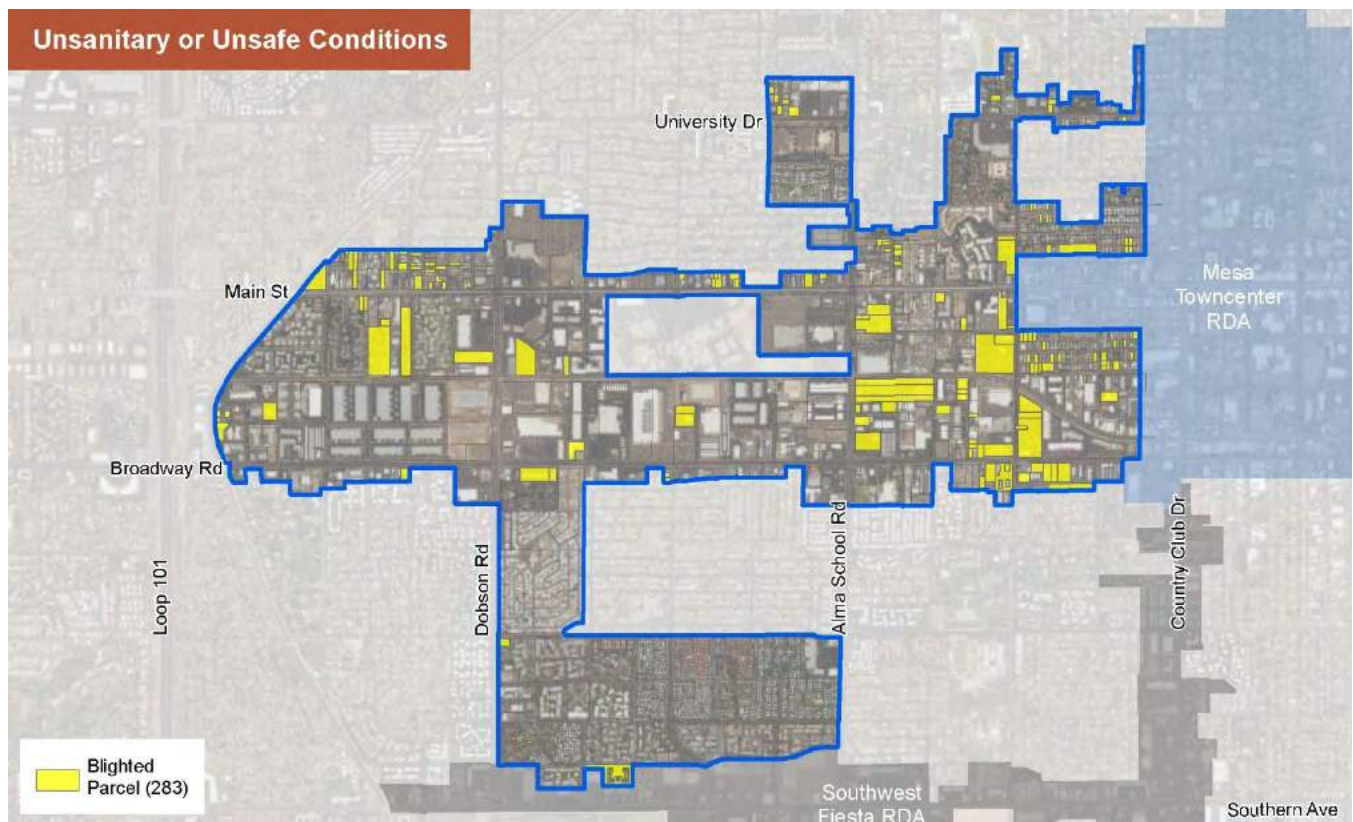 Unsanitary or Unsafe Conditions
University Dr
Main St
Mesa
Towncenter
RDA
Broadway Rd
Loop 101
Dobson Rd
Alma School Rd
Country Club Dr
Blighted
Parcel (283)
Southwest
Fiesta RDA
Southern Ave